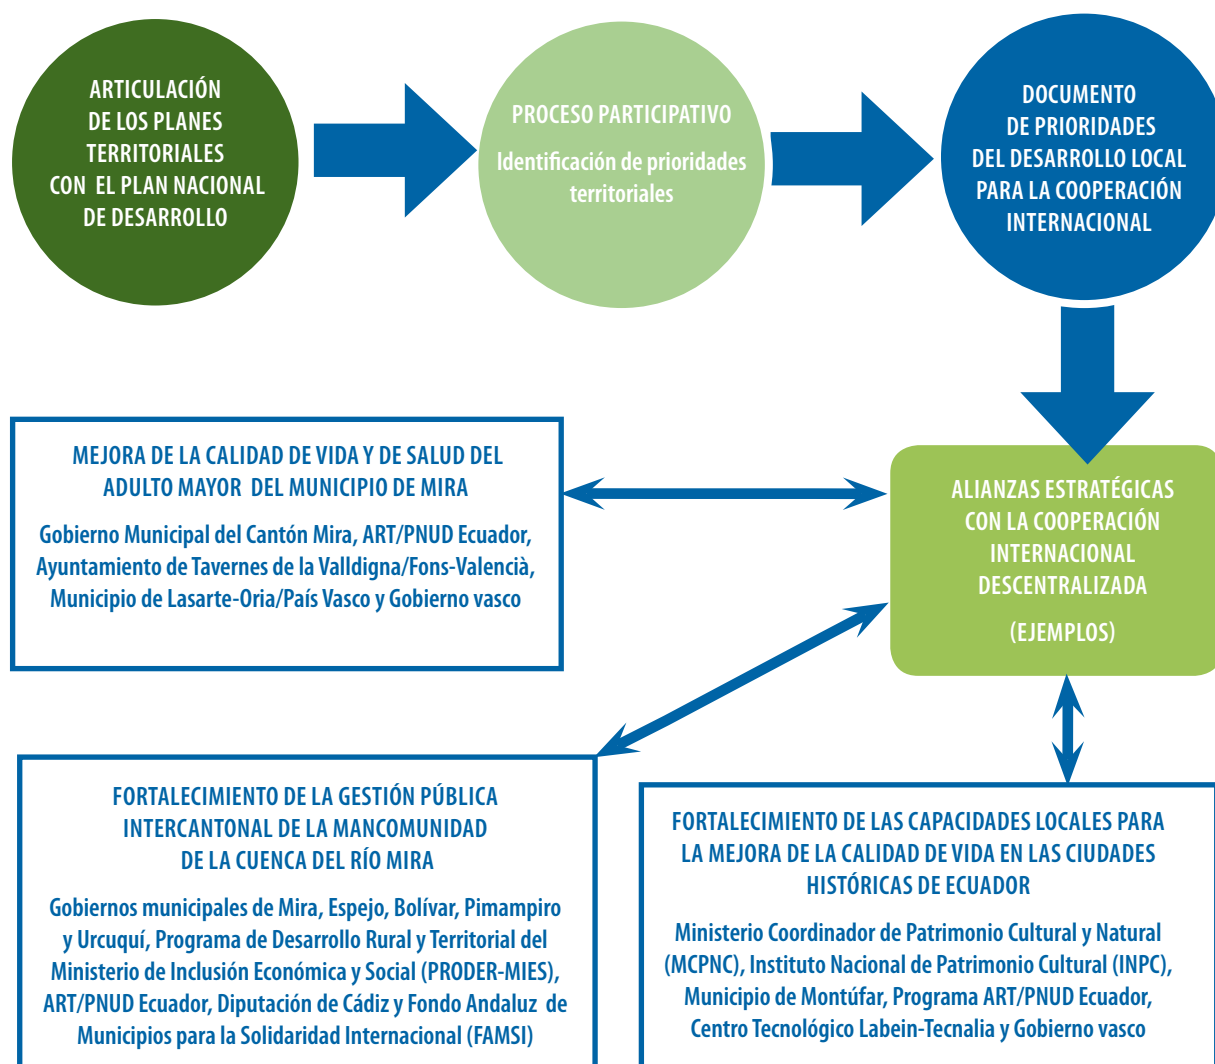 ARTICULACIÓN
DE LOS PLANES
TERRITORIALES
CON EL PLAN NACIONAL
DE DESARROLLO
PROCESO PARTICIPATIVO
Identificación de prioridades
territoriales
DOCUMENTO
DE PRIORIDADES
DEL DESARROLLO LOCAL
PARA LA COOPERACIÓN
INTERNACIONAL
ALIANZAS ESTRATÉGICAS
CON LA COOPERACIÓN
INTERNACIONAL
DESCENTRALIZADA
(EJEMPLOS)
MEJORA DE LA CALIDAD DE VIDA Y DE SALUD DEL
ADULTO MAYOR DEL MUNICIPIO DE MIRA
Gobierno Municipal del Cantón Mira, ART/PNUD Ecuador,
Ayuntamiento de Tavernes de la Valldigna/Fons-Valencià,
Municipio de Lasarte-Oria/País Vasco y Gobierno vasco
FORTALECIMIENTO DE LA GESTIÓN PÚBLICA
INTERCANTONAL DE LA MANCOMUNIDAD
DE LA CUENCA DEL RÍO MIRA
Gobiernos municipales de Mira, Espejo, Bolívar, Pimampiro
y Urcuquí, Programa de Desarrollo Rural y Territorial del
Ministerio de Inclusión Económica y Social (PRODER-MIES),
ART/PNUD Ecuador, Diputación de Cádiz y Fondo Andaluz de
Municipios para la Solidaridad Internacional (FAMSI)
FORTALECIMIENTO DE LAS CAPACIDADES LOCALES PARA
LA MEJORA DE LA CALIDAD DE VIDA EN LAS CIUDADES
HISTÓRICAS DE ECUADOR
Ministerio Coordinador de Patrimonio Cultural y Natural
(MCPNC), Instituto Nacional de Patrimonio Cultural (INPC),
Municipio de Montúfar, Programa ART/PNUD Ecuador,
Centro Tecnológico Labein-Tecnalia y Gobierno vasco